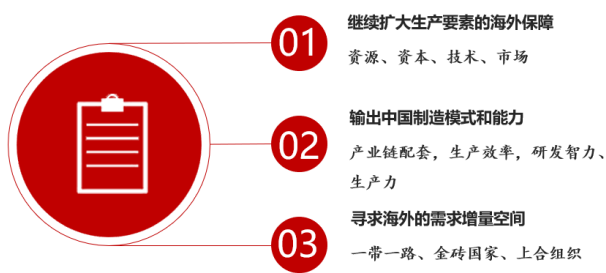 01
继续扩大生产要素的海外保障
资源、资本、技术、市场
02
输出中国制造模式和能力
产业链配套，生产效率，研发智力、
生产力
03
寻求海外的需求增量空间
一带一路、金砖国家、上合组织